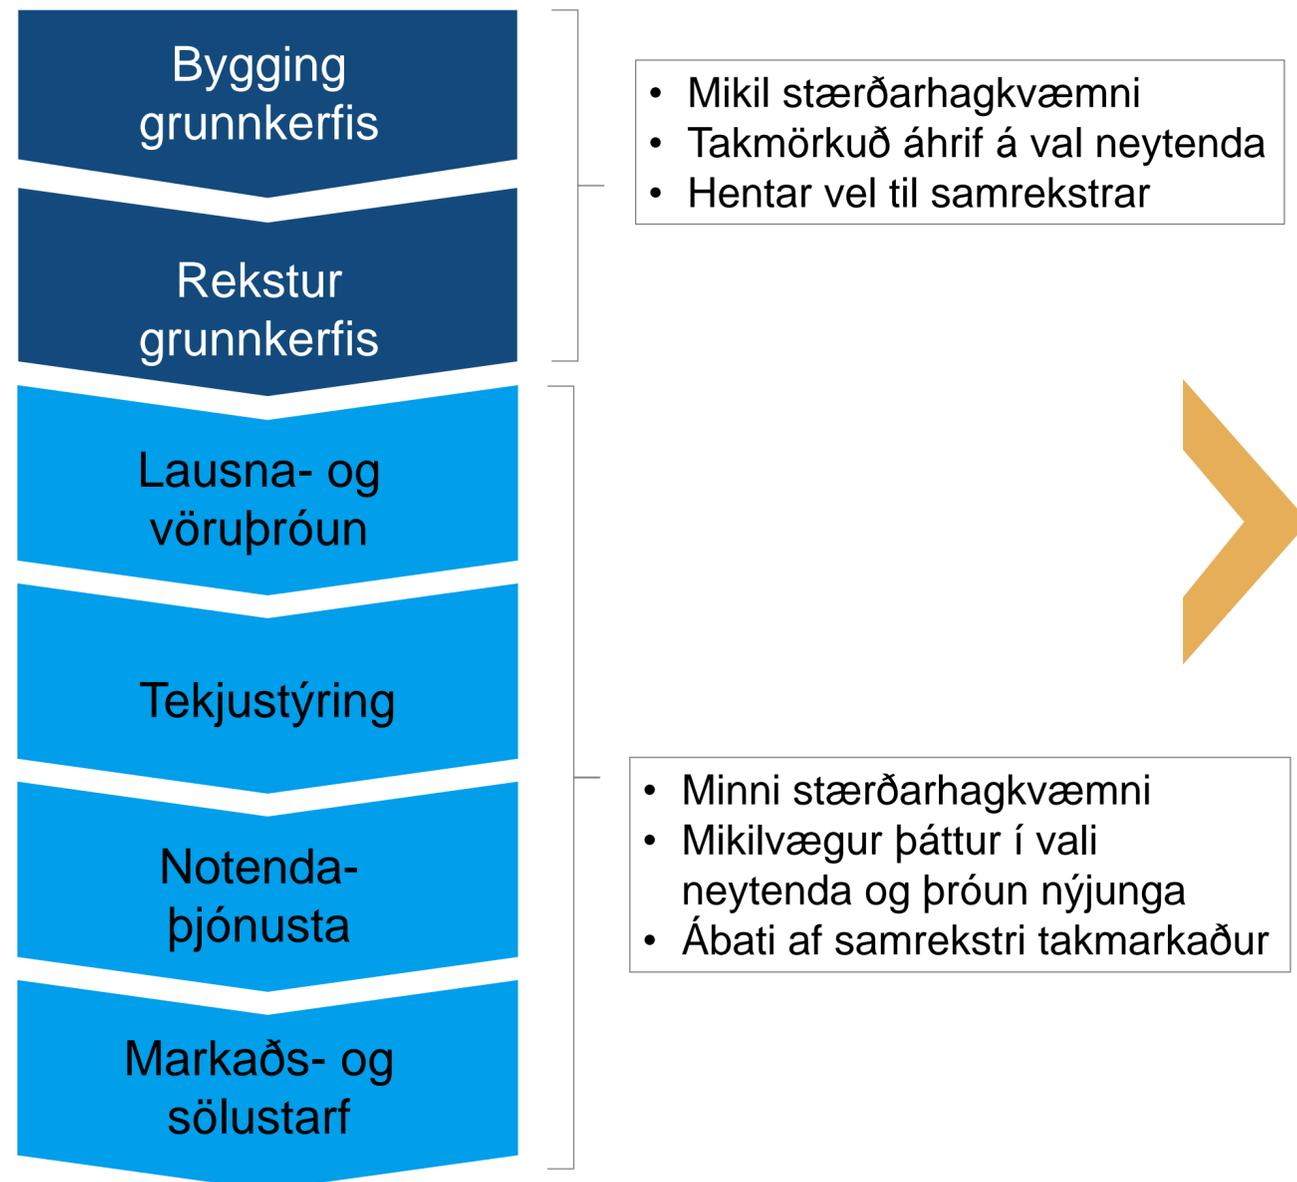 Bygging
grunnkerfis
• Mikil stærðarhagkvæmni
• Takmörkuð áhrif á val neytenda
• Hentar vel til samrekstrar
Rekstur
grunnkerfis
Lausna- og
vöruþróun
Tekjustýring
• Minni stærðarhagkvæmni
• Mikilvægur þáttur í vali
neytenda og þróun nýjunga
• Ábati af samrekstri takmarkaður
Notenda-
þjónusta
Markaðs- og
sölustarf